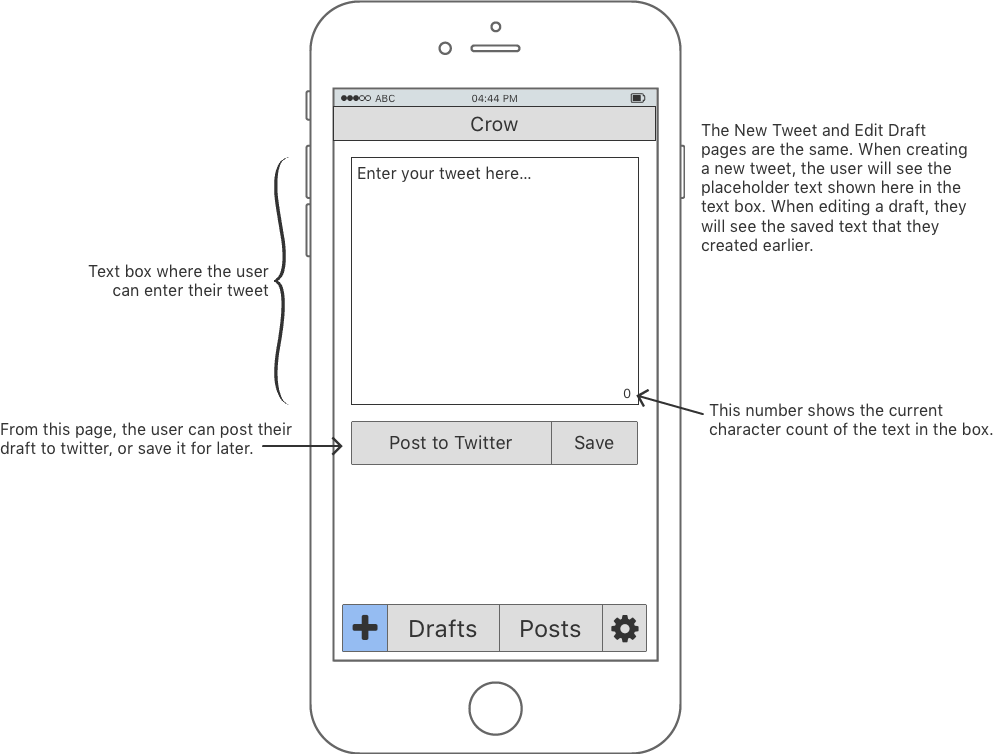 ABC 04:44 PM
Crow
Enter your tweet here...
0
Post to Twitter Save
Drafts Posts
The New Tweet and Edit Draft
pages are the same. When creating
a new tweet, the user will see the
placeholder text shown here in the
text box. When editing a draft, they
will see the saved text that they
created earlier.
Text box where the user
can enter their tweet
This number shows the current
character count of the text in the box.
From this page, the user can post their
draft to twitter, or save it for later.